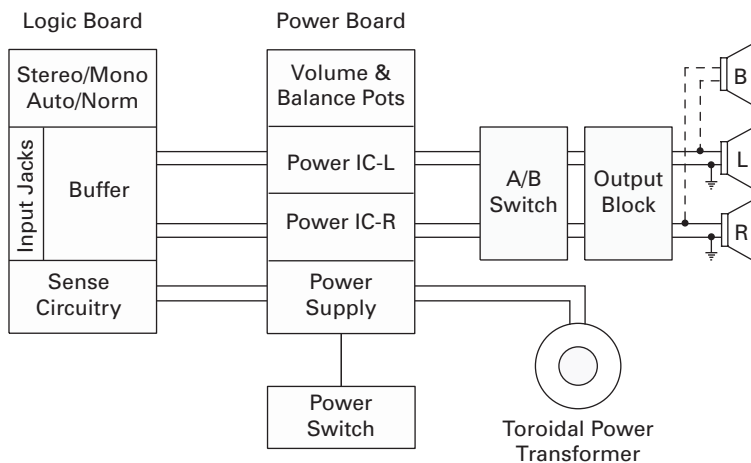 Logic Board
Power Board
Stereo/Mono
Auto/Norm
Input Jacks
Buffer
Sense
Circuitry
Volume &
Balance Pots
Power IC-L
Power IC-R
Power
Supply
Power
Switch
A/B
Switch
Output
Block
B
L
R
Toroidal Power
Transformer